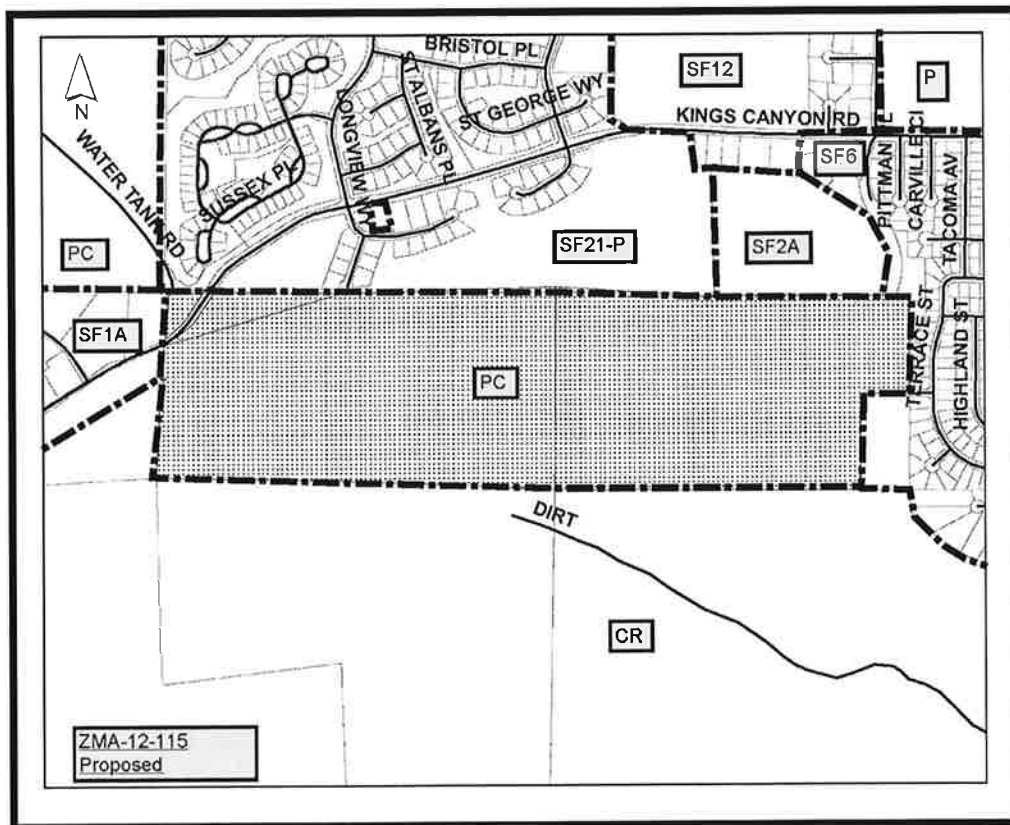 BRISTOL PL
ST ALBANS PL
ST GEORGE WY
LONGVIEW WY
SUSSEX PL
WATER TANK RD
N
SF12
P
KINGS CANYON RD
SF6
PITTMAN PL
CARVILLE CI
TACOMA AV
PC
SF21-P
SF2A
SF1A
TERRACE ST
HIGHLAND ST
PC
DIRT
CR
ZMA-12-115
Proposed